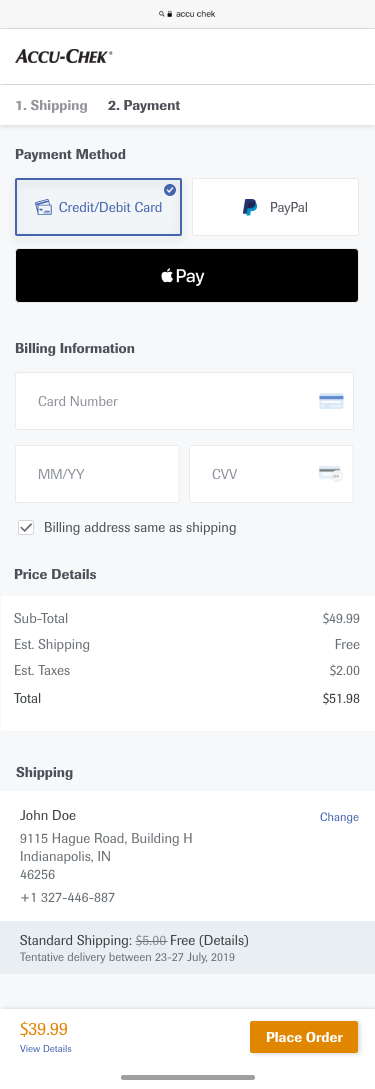 accu chek
ACCU-CHEK®
1. Shipping 2. Payment
Payment Method
Credit/Debit Card PayPal
Pay
Billing Information
Card Number
MM/YY CVV
Billing address same as shipping
Price Details
Sub-Total $49.99
Est. Shipping Free
Est. Taxes $2.00
Total $51.98
Shipping
John Doe Change
9115 Hague Road, Building H
Indianapolis, IN
46256
+1 327-446-887
Standard Shipping: $5.00 Free (Details)
Tentative delivery between 23-27 July, 2019
$39.99 Place Order
View Details